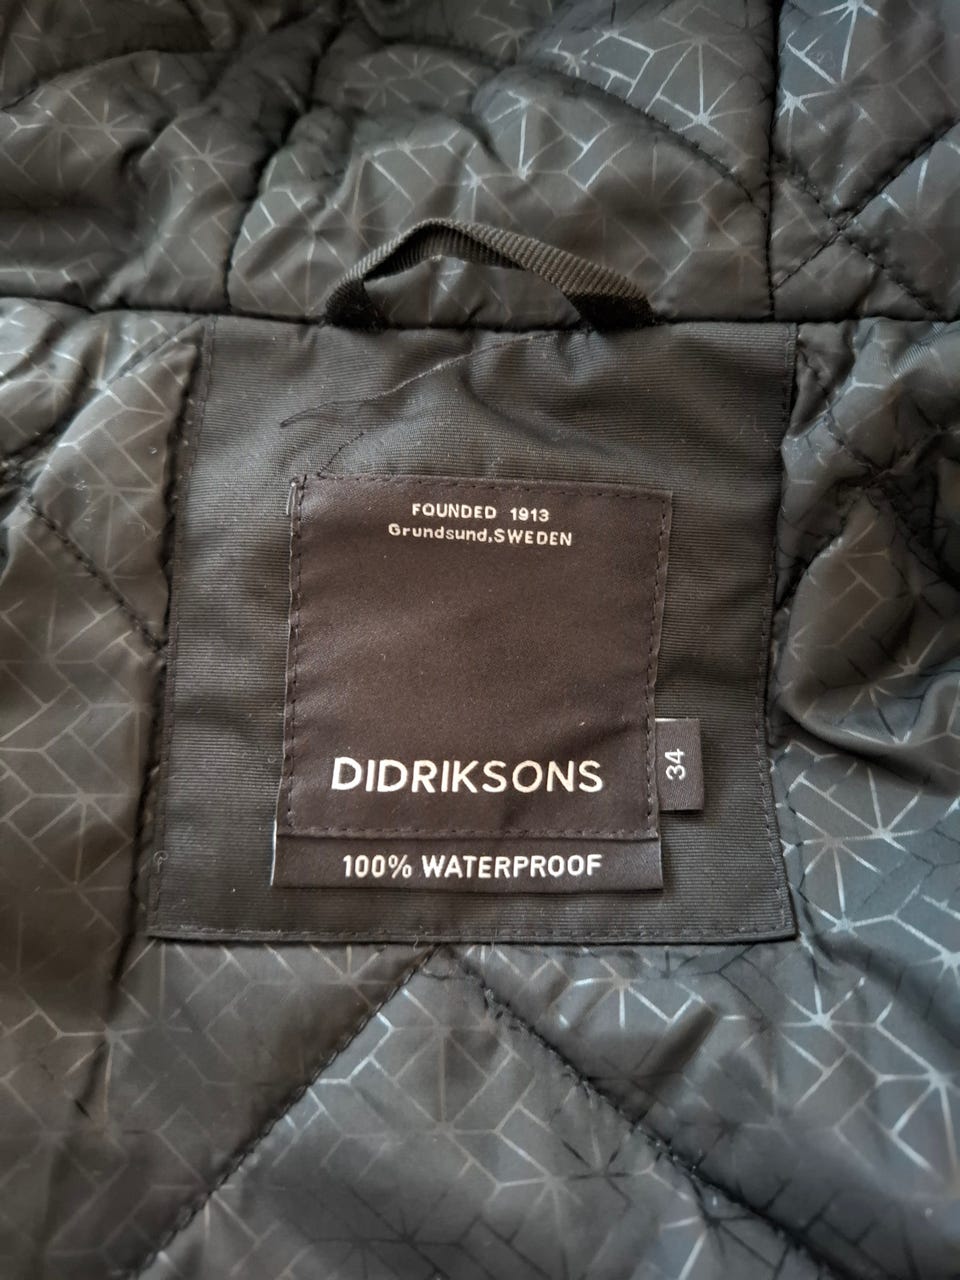 FOUNDED 1913
Grundsund,SWEDEN
DIDRIKSONS
34
100% WATERPROOF